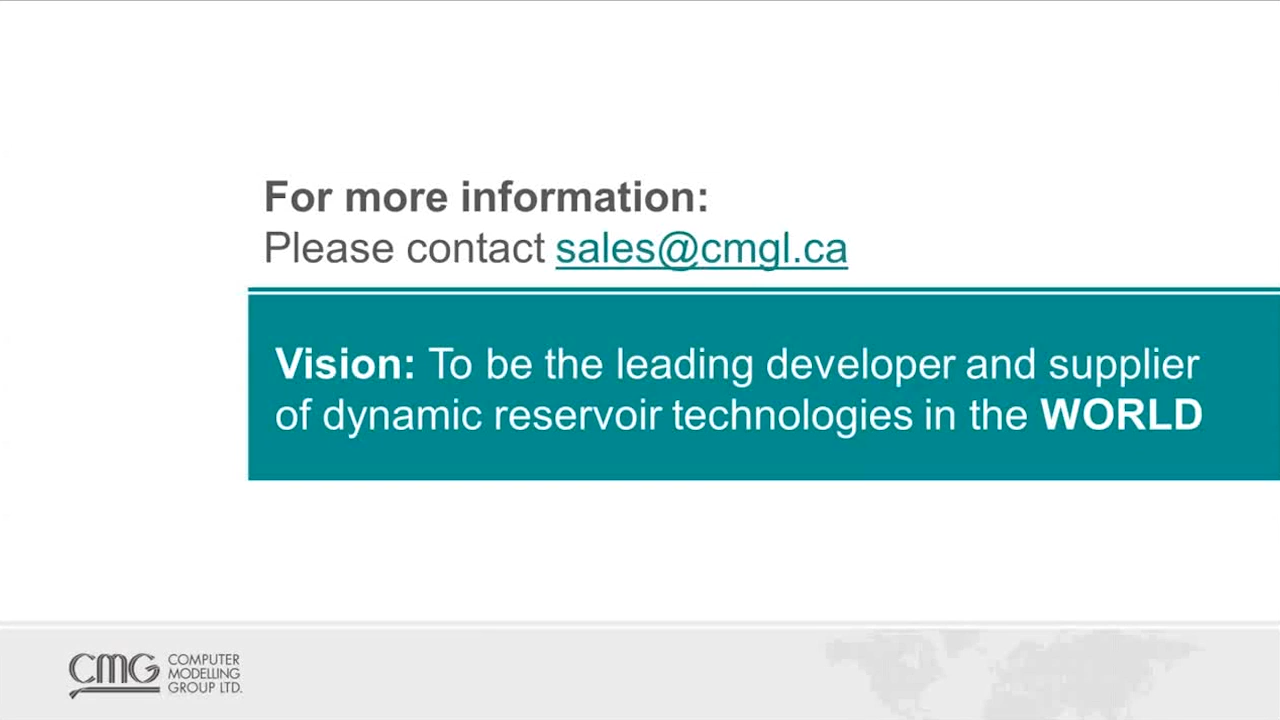 For more information:
Please contact sales@cmgl.ca
Vision: To be the leading developer and supplier
of dynamic reservoir technologies in the WORLD
CMG
COMPUTER
MODELLING
GROUP LTD.